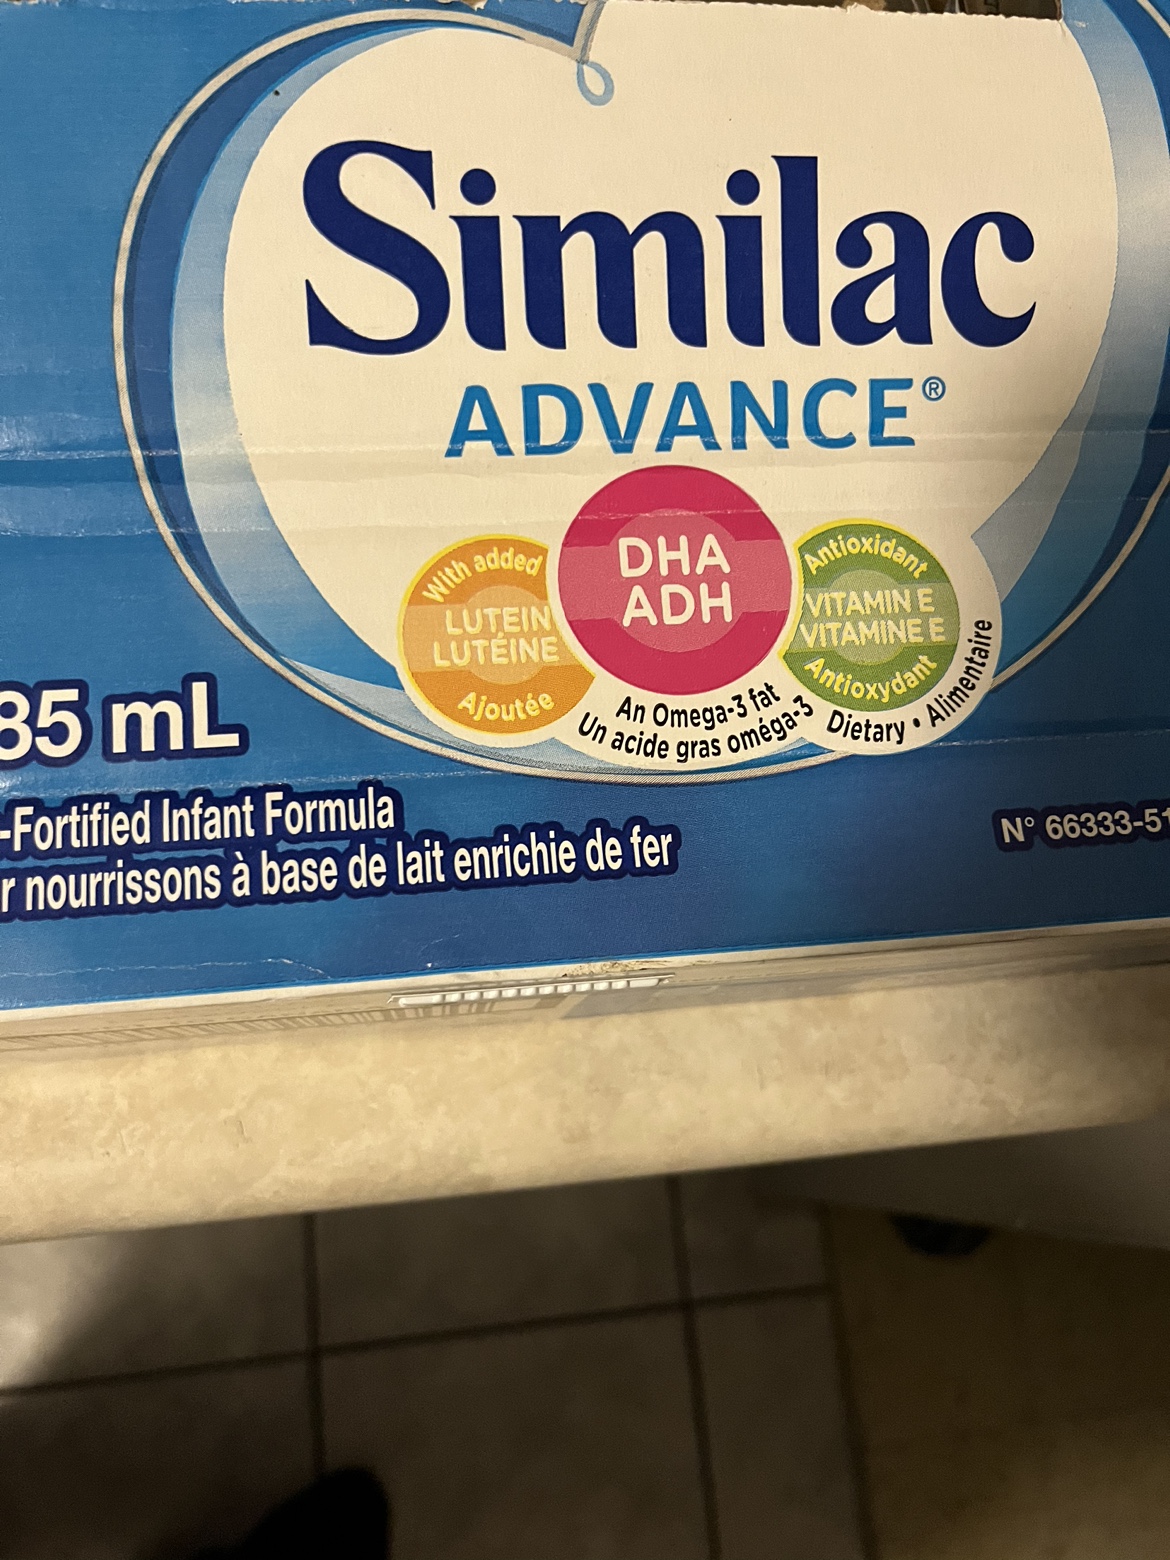 Similac
ADVANCE®
With added
LUTEIN
LUTÉINE
Ajoutée
DHA
ADH
An Omega-3 fat
Un acide gras oméga-3
Antioxidant
VITAMIN E
VITAMINE E
Antioxydant
Dietary • Alimentaire
85 mL
-Fortified Infant Formula
r nourrissons à base de lait enrichie de fer
N° 66333-51